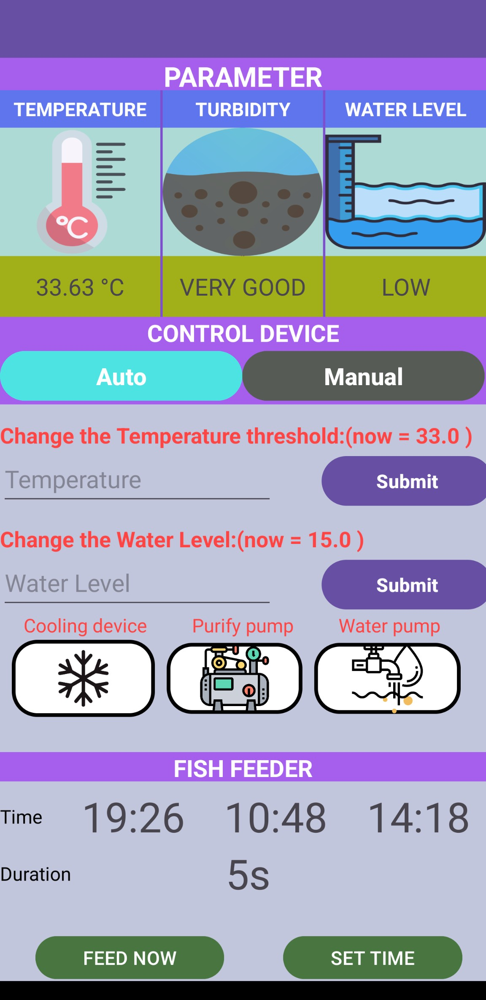 PARAMETER
TEMPERATURE TURBIDITY WATER LEVEL
°C
33.63 °C VERY GOOD LOW
CONTROL DEVICE
Auto Manual
Change the Temperature threshold:(now = 33.0 )
Temperature Submit
Change the Water Level:(now = 15.0 )
Water Level Submit
Cooling device Purify pump Water pump
FISH FEEDER
Time 19:26 10:48 14:18
Duration 5s
FEED NOW SET TIME